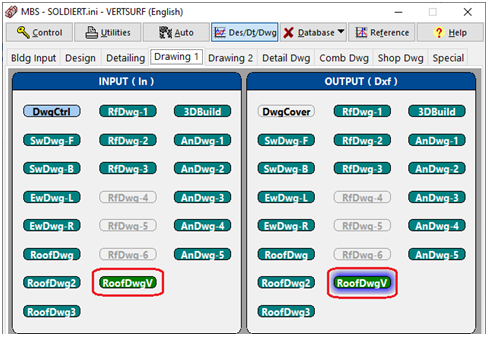 MBS - SOLDIERT.ini - VERTSURF (English)
Control Utilities Auto Des/Dt/Dwg Database Reference ? Help
Bldg Input Design Detailing Drawing 1 Drawing 2 Detail Dwg Comb Dwg Shop Dwg Special
INPUT ( In ) OUTPUT ( Dxf )
DwgCtrl RfDwg-1 3DBuild DwgCover RfDwg-1 3DBuild
SwDwg-F RfDwg-2 AnDwg-1 SwDwg-F RfDwg-2 AnDwg-1
SwDwg-B RfDwg-3 AnDwg-2 SwDwg-B RfDwg-3 AnDwg-2
EwDwg-L RfDwg-4 AnDwg-3 EwDwg-L RfDwg-4 AnDwg-3
EwDwg-R RfDwg-5 AnDwg-4 EwDwg-R RfDwg-5 AnDwg-4
RoofDwg RfDwg-6 AnDwg-5 RoofDwg RfDwg-6 AnDwg-5
RoofDwg2 RoofDwgV RoofDwg2 RoofDwgV
RoofDwg3 RoofDwg3